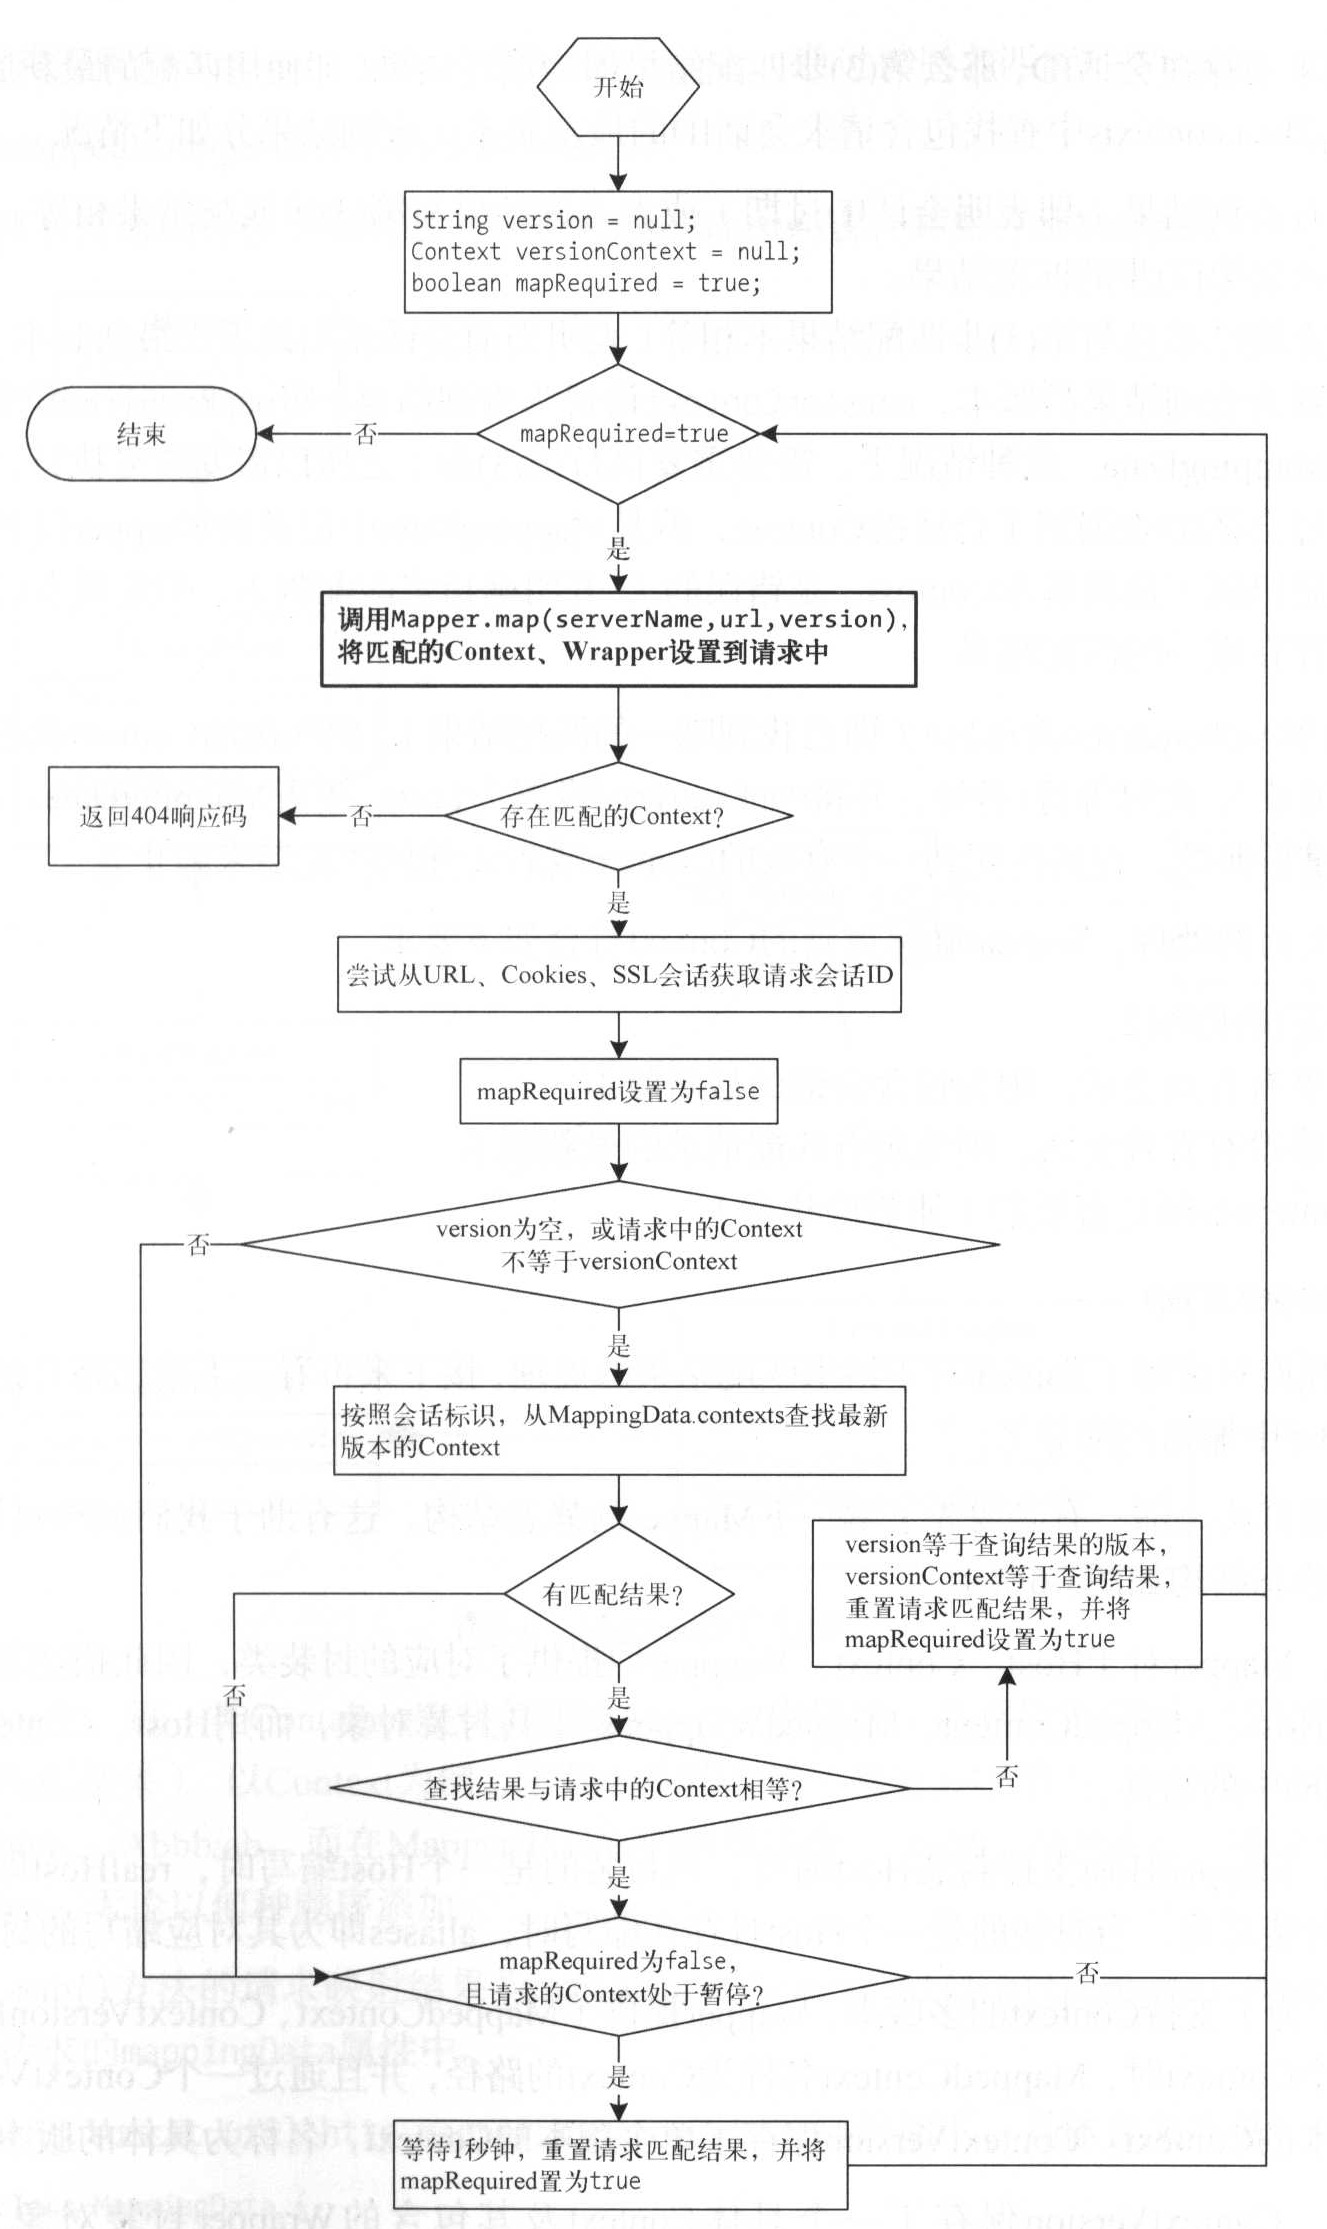 开始
String version = null;
Context versionContext = null;
boolean mapRequired = true;
结束
否
mapRequired=true
是
调用Mapper.map(serverName,url,version),
将匹配的Context、Wrapper设置到请求中
返回404响应码
否
存在匹配的Context?
是
尝试从URL、Cookies、SSL会话获取请求会话ID
mapRequired设置为false
否
version为空，或请求中的Context
不等于versionContext
是
按照会话标识，从MappingData.contexts查找最新
版本的Context
version等于查询结果的版本，
versionContext等于查询结果，
重置请求匹配结果，并将
mapRequired设置为true
有匹配结果?
否
是
查找结果与请求中的Context相等?
否
是
mapRequired为false，
且请求的Context处于暂停?
否
是
等待1秒钟，重置请求匹配结果，并将
mapRequired置为true